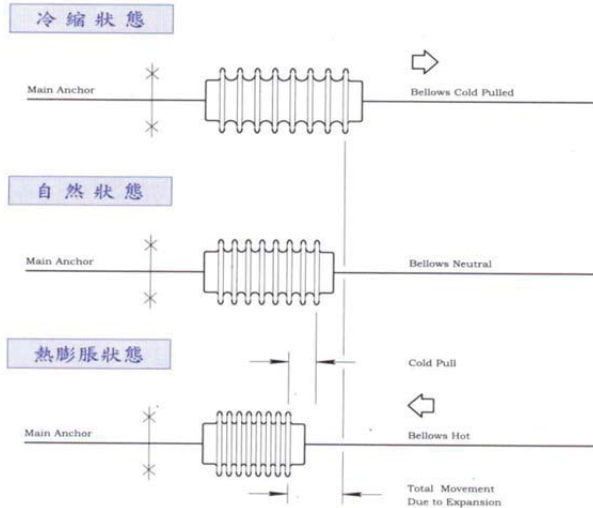 冷縮狀態
Main Anchor
Bellows Cold Pulled
自然狀態
Main Anchor
Bellows Neutral
熱膨脹狀態
Cold Pull
Main Anchor
Bellows Hot
Total Movement
Due to Expansion